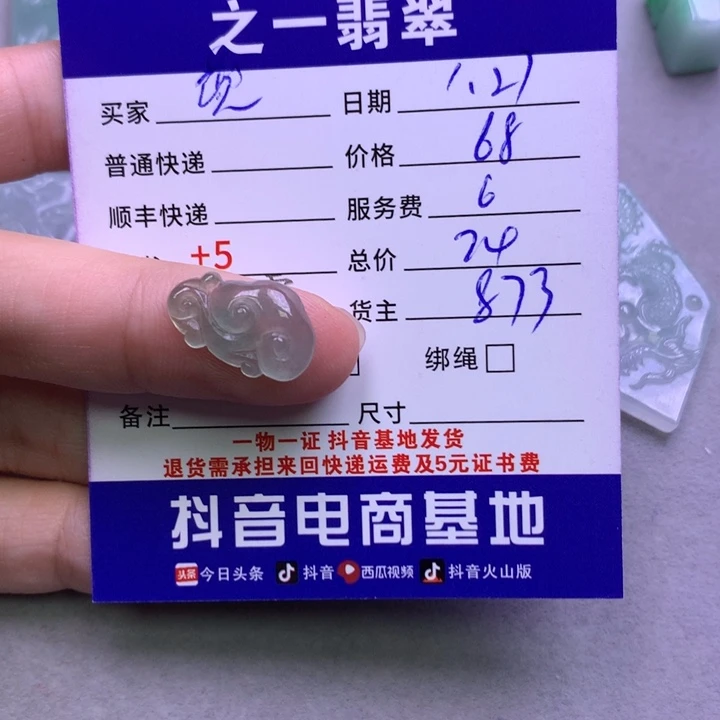 之一翡翠
买家 现 日期 1.21
普通快递 价格 68
顺丰快递 服务费 6
+5 总价 74
货主 873
绑绳
备注 尺寸
一物一证 抖音基地发货
退货需承担来回快递运费及5元证书费
抖音电商基地
头条 今日头条 抖音 西瓜视频 抖音火山版